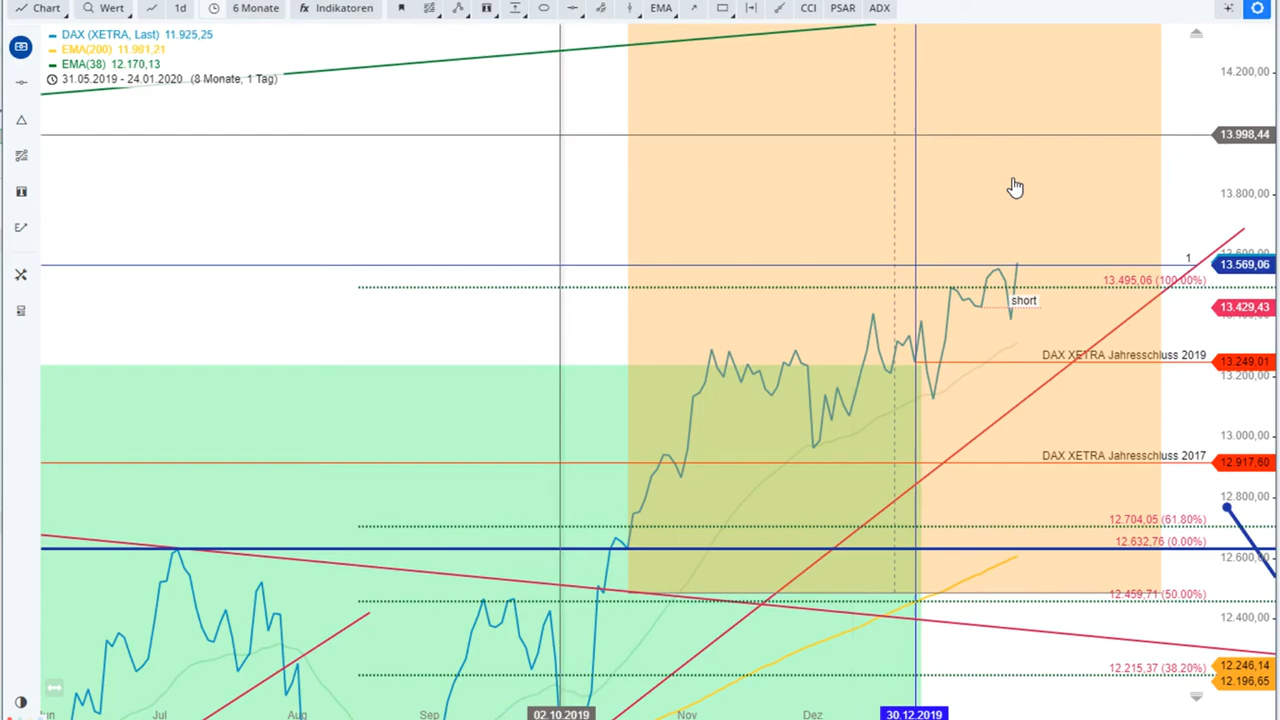 Chart Wert 1d 6 Monate fx Indikatoren EMA CCI PSAR ADX
DAX (XETRA, Last) 11.925,25
EMA(200) 11.991,21
EMA(38) 12.170,13
31.05.2019 - 24.01.2020 (8 Monate, 1 Tag)
14.200,00
13.998,44
13.800,00
1
13.569,06
13.495,06 (100.00%)
short
13.429,43
DAX XETRA Jahresschluss 2019
13.249,01
13.200,00
13.000,00
DAX XETRA Jahresschluss 2017
12.917,60
12.800,00
12.704,05 (61.80%)
12.632,76 (0.00%)
12.600,00
12.459,71 (50.00%)
12.400,00
12.215,37 (38.20%)
12.246,14
12.196,65
Jul Aug Sep 02.10.2019 Nov Dez 30.12.2019